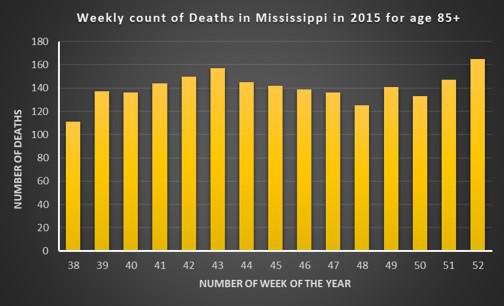 Weekly count of Deaths in Mississippi in 2015 for age 85+
180
160
140
120
100
80
60
40
20
0
NUMBER OF DEATHS
38 39 40 41 42 43 44 45 46 47 48 49 50 51 52
NUMBER OF WEEK OF THE YEAR